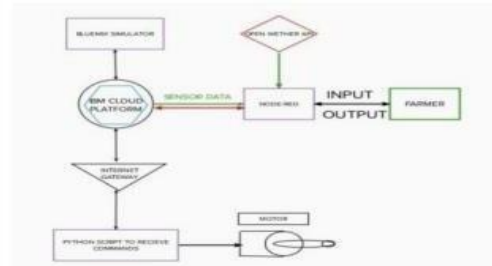 BLUEMIX SIMULATOR
OPEN WETHER API
IBM CLOUD
PLATFORM
SENSOR DATA
NODE-RED
INPUT
OUTPUT
FARMER
INTERNET
GATEWAY
MOTOR
PYTHON SCRIPT TO RECIEVE
COMMANDS